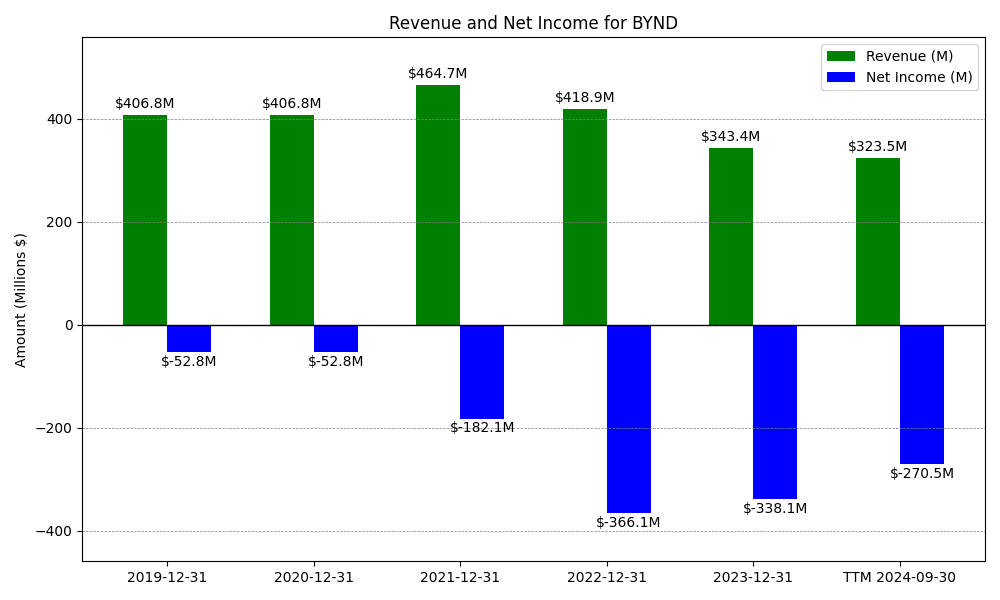 Revenue and Net Income for BYND
Revenue (M)
Net Income (M)
Amount (Millions $)
400
200
0
−200
−400
$406.8M
$406.8M
$464.7M
$418.9M
$343.4M
$323.5M
$-52.8M
$-52.8M
$-182.1M
$-366.1M
$-338.1M
$-270.5M
2019-12-31
2020-12-31
2021-12-31
2022-12-31
2023-12-31
TTM 2024-09-30